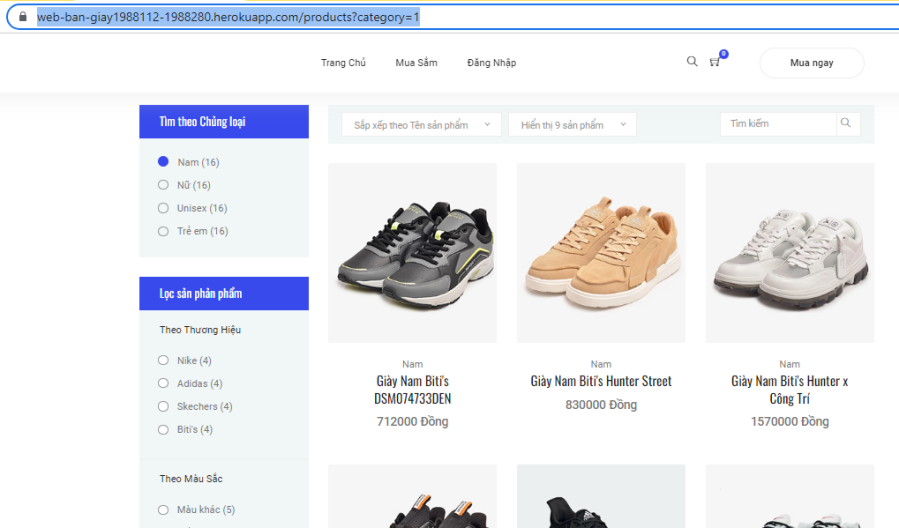 web-ban-giay1988112-1988280.herokuapp.com/products?category=1
Trang Chủ Mua Sắm Đăng Nhập
9
Mua ngay
Tìm theo Chủng loại
Nam (16)
Nữ (16)
Unisex (16)
Trẻ em (16)
Lọc sản phản phẩm
Theo Thương Hiệu
Nike (4)
Adidas (4)
Skechers (4)
Biti's (4)
Theo Màu Sắc
Màu khác (5)
Sắp xếp theo Tên sản phẩm
Hiển thị 9 sản phẩm
Tìm kiếm
Nam
Giày Nam Biti's
DSM074733DEN
712000 Đồng
Nam
Giày Nam Biti's Hunter Street
830000 Đồng
Nam
Giày Nam Biti's Hunter x
Công Trí
1570000 Đồng